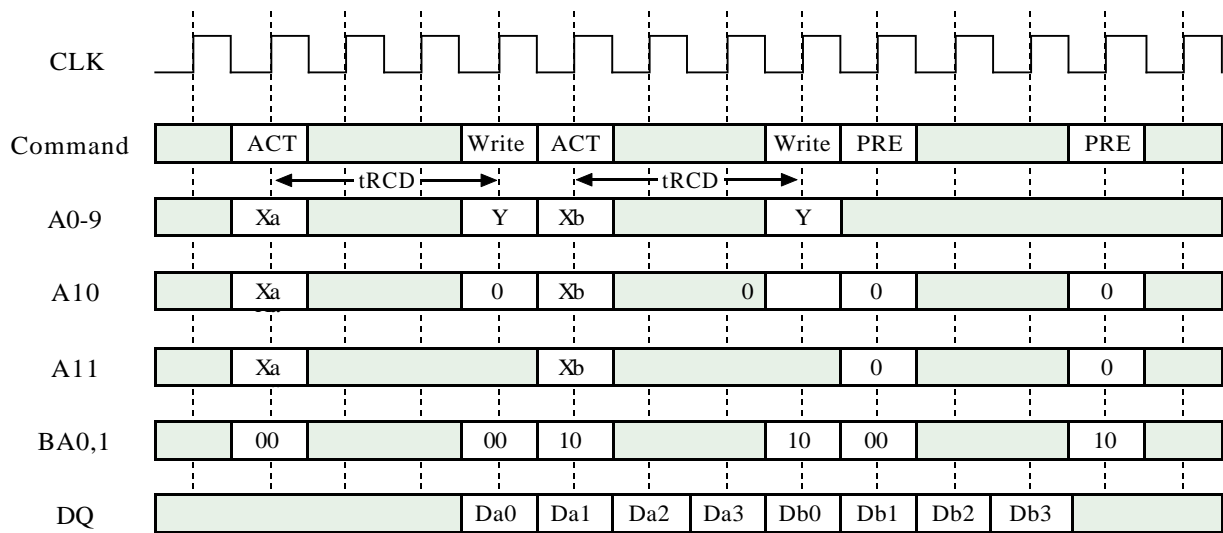 CLK
Command ACT Write ACT Write PRE PRE
tRCD tRCD
A0-9 Xa Y Xb Y
A10 Xa 0 Xb 0 0 0
A11 Xa Xb 0 0
BA0,1 00 00 10 10 00 10
DQ Da0 Da1 Da2 Da3 Db0 Db1 Db2 Db3